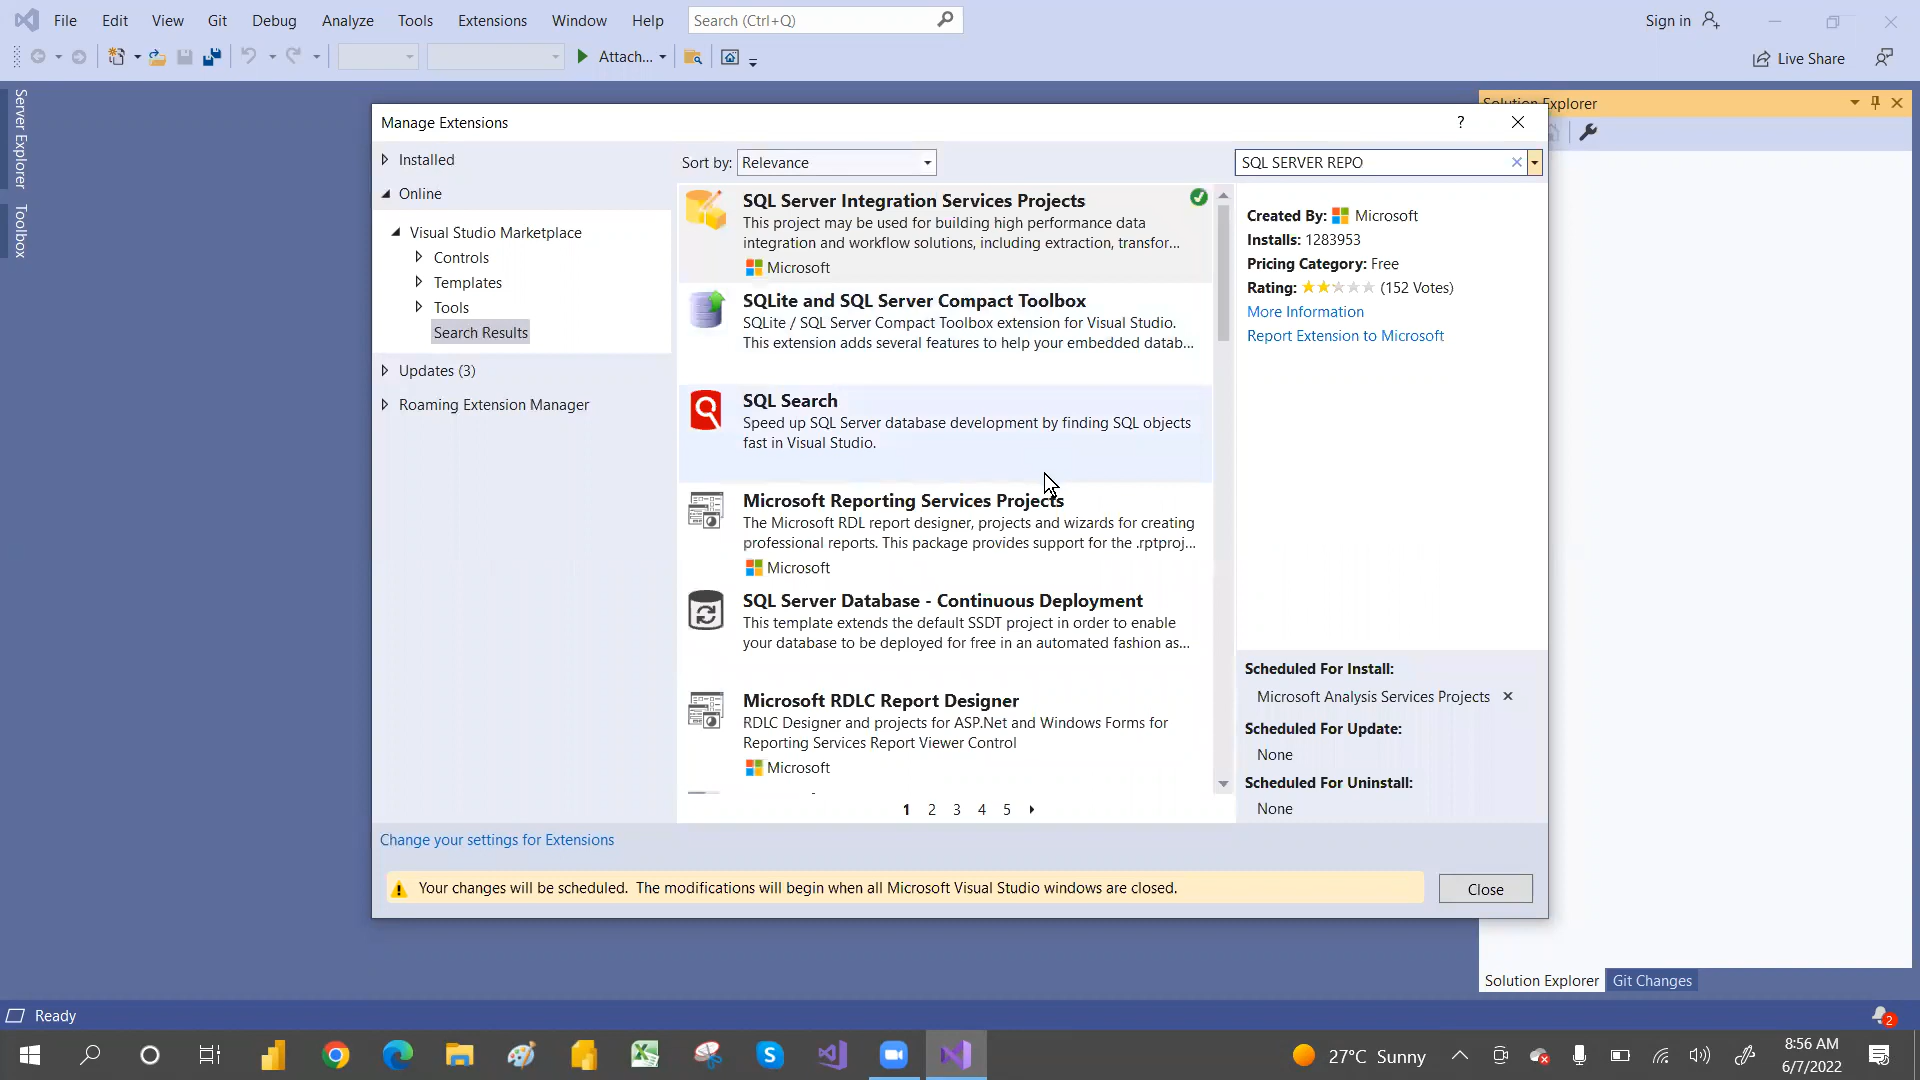 File Edit View Git Debug Tools Analyze Extensions Window Help Search (Ctrl+Q) Sign in
Attach... Live Share
Server Explorer
Toolbox
Solution Explorer
Manage Extensions ?
Installed
Online
Visual Studio Marketplace
Controls
Templates
Tools
Search Results
Updates (3)
Roaming Extension Manager
Sort by: Relevance
SQL SERVER REPO
SQL Server Integration Services Projects
This project may be used for building high performance data
integration and workflow solutions, including extraction, transfor...
Microsoft
SQLite and SQL Server Compact Toolbox
SQLite / SQL Server Compact Toolbox extension for Visual Studio.
This extension adds several features to help your embedded datab...
SQL Search
Speed up SQL Server database development by finding SQL objects
fast in Visual Studio.
Microsoft Reporting Services Projects
The Microsoft RDL report designer, projects and wizards for creating
professional reports. This package provides support for the .rptproj...
Microsoft
SQL Server Database - Continuous Deployment
This template extends the default SSDT project in order to enable
your database to be deployed for free in an automated fashion as...
Microsoft RDLC Report Designer
RDLC Designer and projects for ASP.Net and Windows Forms for
Reporting Services Report Viewer Control
Microsoft
1 2 3 4 5
Created By: Microsoft
Installs: 1283953
Pricing Category: Free
Rating: (152 Votes)
More Information
Report Extension to Microsoft
Scheduled For Install:
Microsoft Analysis Services Projects
Scheduled For Update:
None
Scheduled For Uninstall:
None
Change your settings for Extensions
Your changes will be scheduled. The modifications will begin when all Microsoft Visual Studio windows are closed.
Close
Solution Explorer Git Changes
Ready
2
27°C Sunny
8:56 AM
6/7/2022